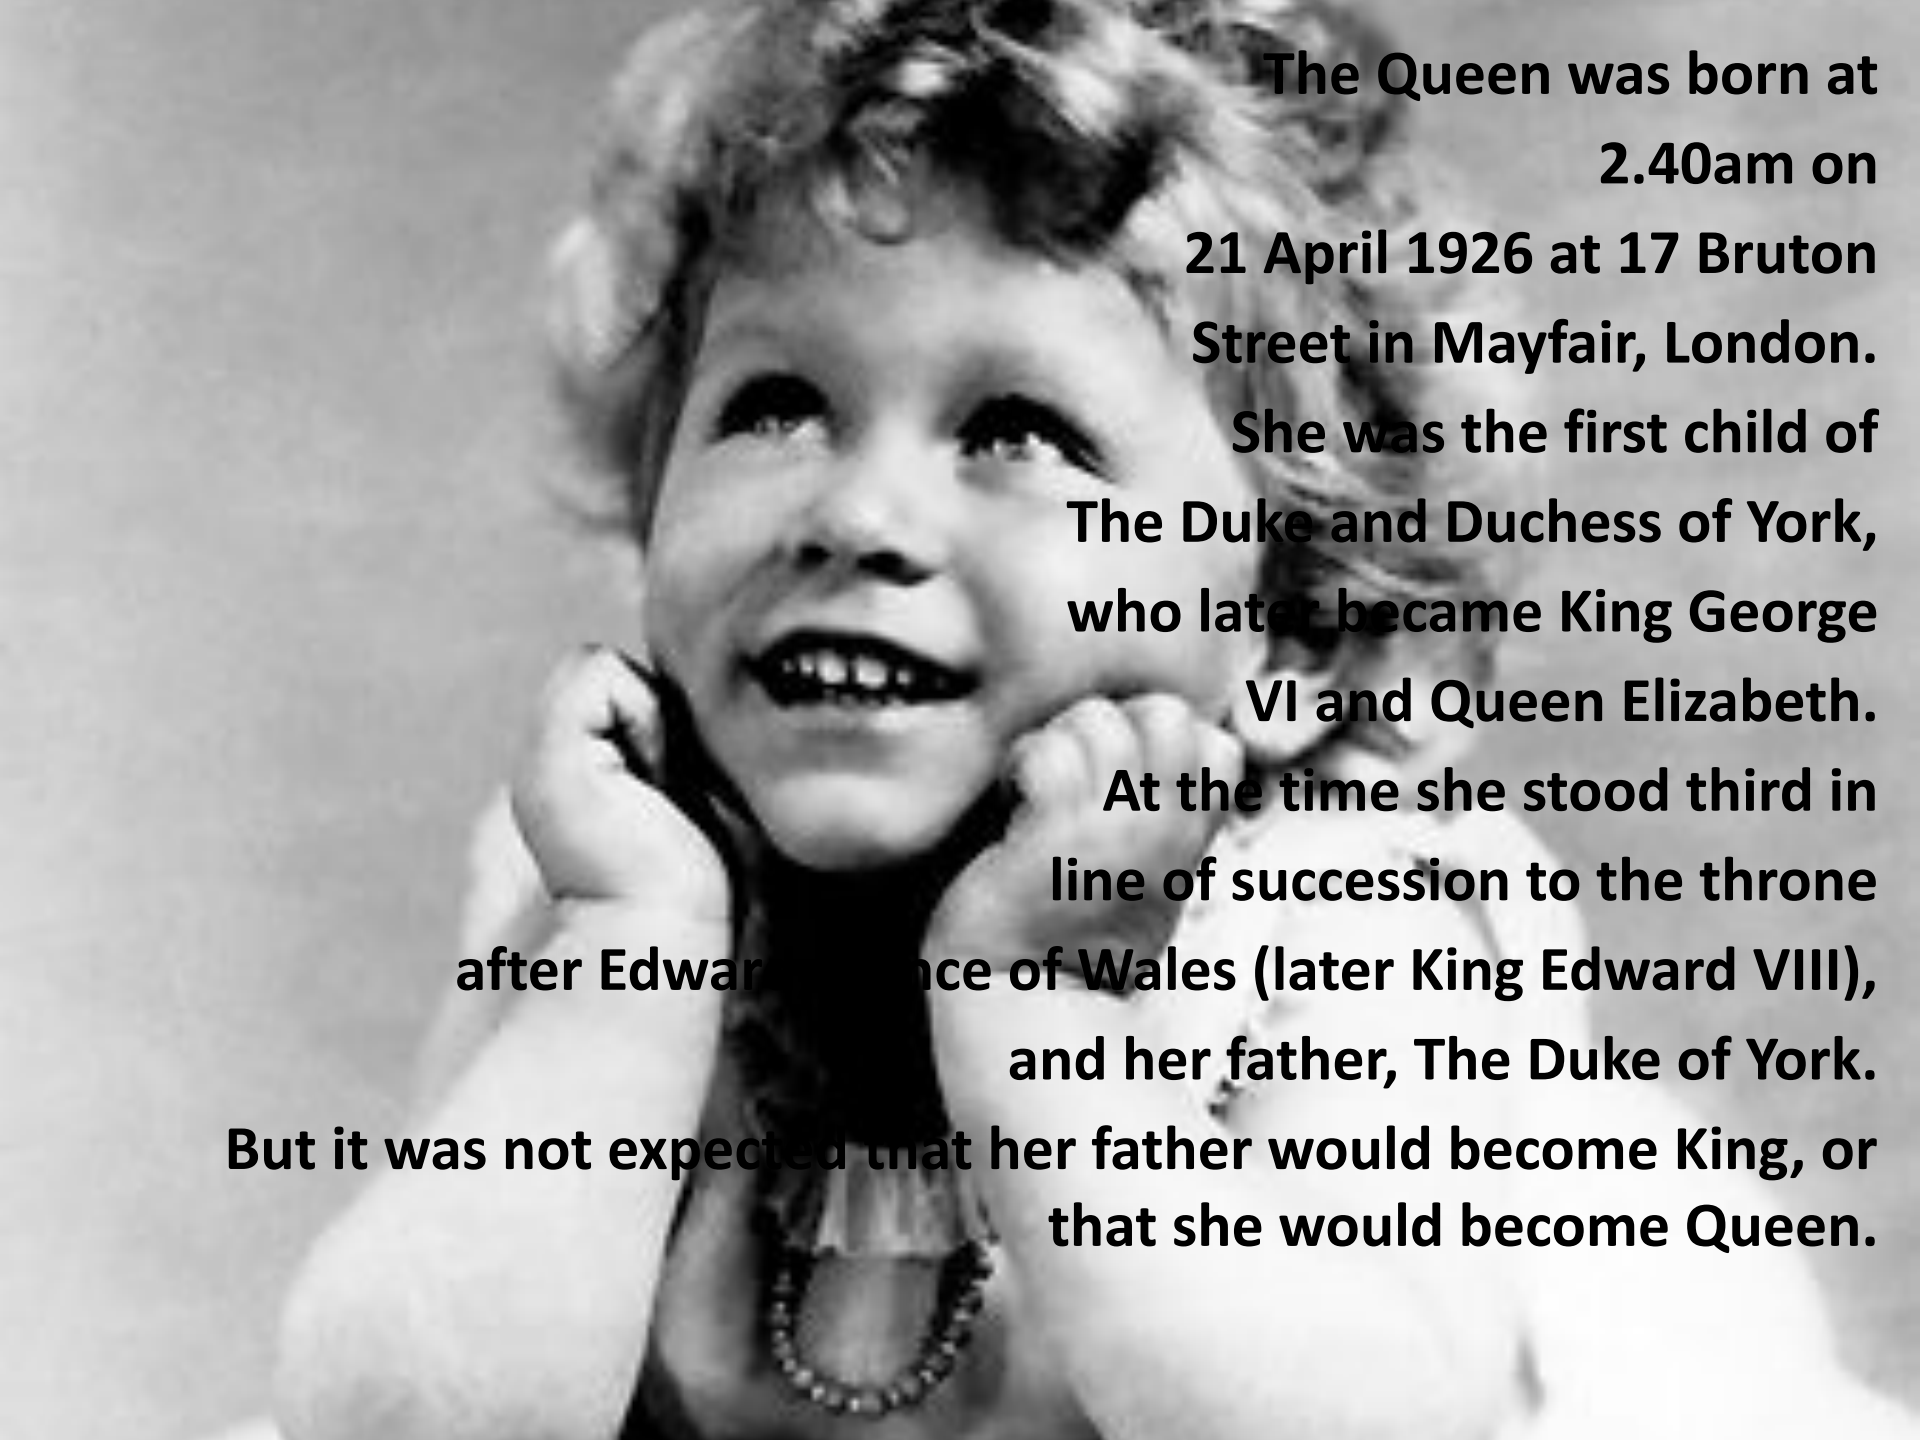 The Queen was born at
2.40am on
21 April 1926 at 17 Bruton
Street in Mayfair, London.
She was the first child of
The Duke and Duchess of York,
who later became King George
VI and Queen Elizabeth.
At the time she stood third in
line of succession to the throne
after Edward of Wales (later King Edward VIII),
and her father, The Duke of York.
But it was not expected that her father would become King, or
that she would become Queen.